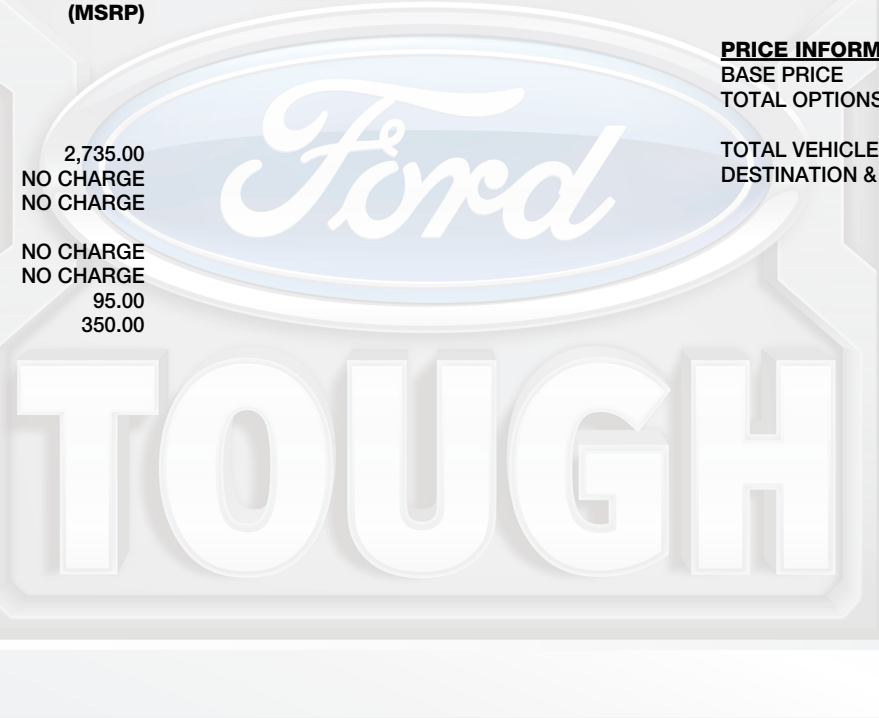 (MSRP)
2,735.00
NO CHARGE
NO CHARGE
NO CHARGE
NO CHARGE
95.00
350.00
PRICE INFORM
BASE PRICE
TOTAL OPTIONS
TOTAL VEHICLE
DESTINATION &
Ford
TOUGH